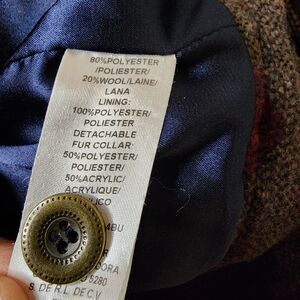 80%POLYESTER
/POLIESTER/
20%WOOL/LAINE/
LANA
LINING:
100%POLYESTER/
POLIESTER
DETACHABLE
FUR COLLAR:
50%POLYESTER/
POLIESTER
50%ACRYLIC/
ACRYLIQUE/
5280
S. DE R.L. DE C.V